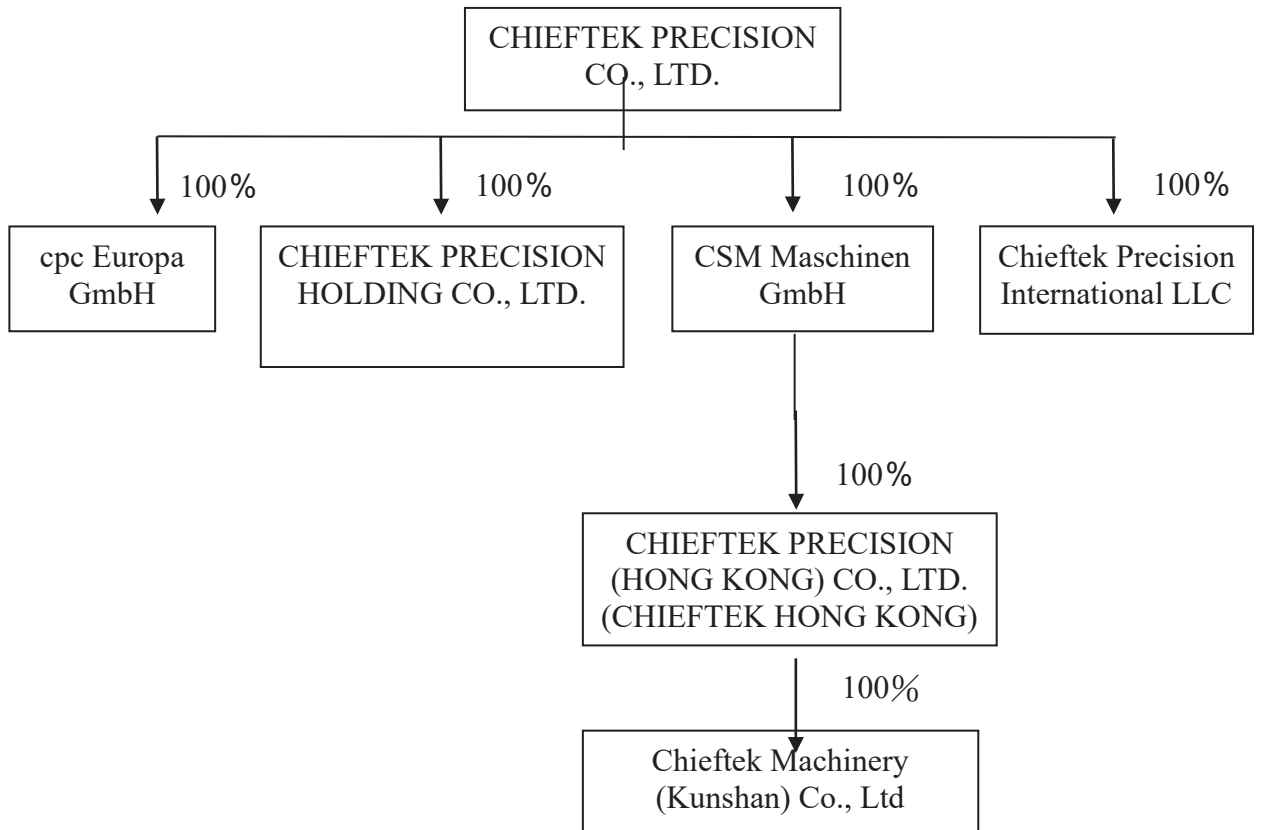 CHIEFTEK PRECISION
CO., LTD.
100%
100%
100%
100%
cpc Europa
GmbH
CHIEFTEK PRECISION
HOLDING CO., LTD.
CSM Maschinen
GmbH
Chieftek Precision
International LLC
100%
CHIEFTEK PRECISION
(HONG KONG) CO., LTD.
(CHIEFTEK HONG KONG)
100%
Chieftek Machinery
(Kunshan) Co., Ltd